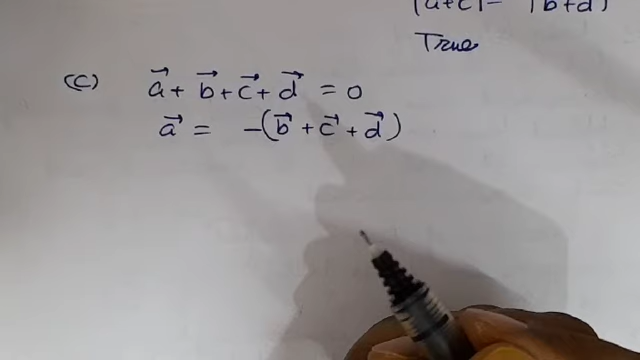 |a+c| = |b+d|
True
(c) a⃗ + b⃗ + c⃗ + d⃗ = 0
a⃗ = -(b⃗ + c⃗ + d⃗)